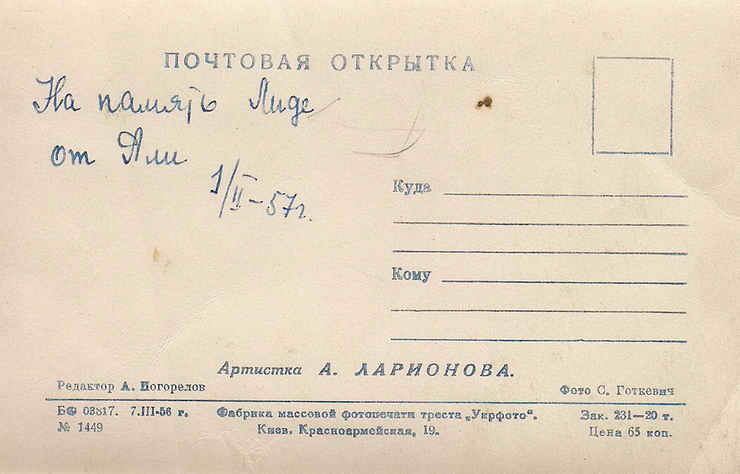 ПОЧТОВАЯ ОТКРЫТКА
На память Лиде
от Али
1/II-57г.
Куда
Кому
Артистка А. ЛАРИОНОВА.
Редактор А. Погорелов
Фото С. Готкевич
БФ 03817. 7.III-56 г.
Фабрика массовой фотопечати треста „Укрфото“.
Зак. 231—20 т.
№ 1449
Киев, Красноармейская, 19.
Цена 65 коп.